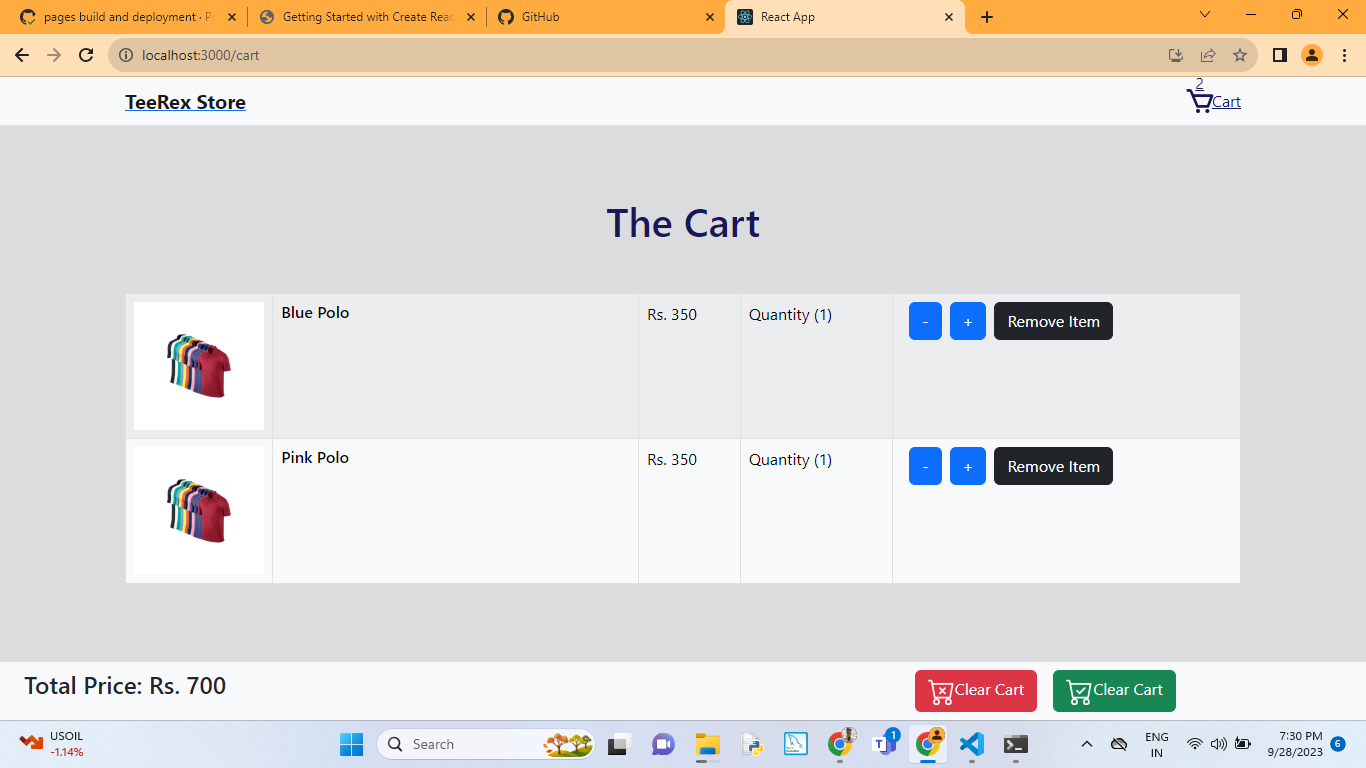 pages build and deployment · P
Getting Started with Create Reac
GitHub
React App
localhost:3000/cart
TeeRex Store
2
Cart
The Cart
Blue Polo
Rs. 350
Quantity (1)
-
+
Remove Item
Pink Polo
Rs. 350
Quantity (1)
-
+
Remove Item
Total Price: Rs. 700
Clear Cart
Clear Cart
USOIL
-1.14%
Search
1
ENG
IN
7:30 PM
9/28/2023
6